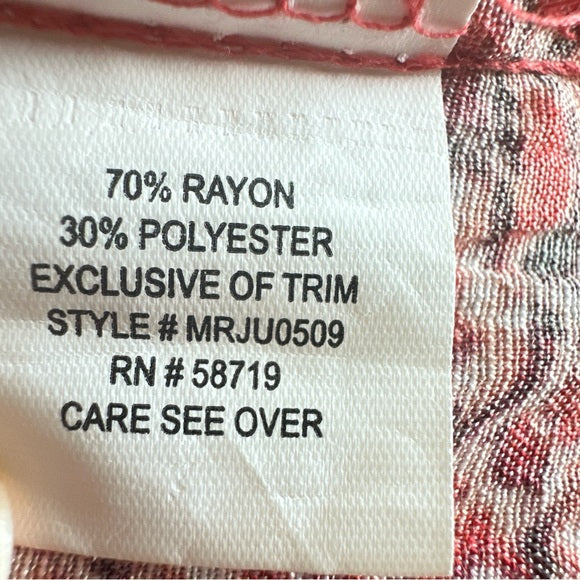 70% RAYON
30% POLYESTER
EXCLUSIVE OF TRIM
STYLE # MRJU0509
RN # 58719
CARE SEE OVER